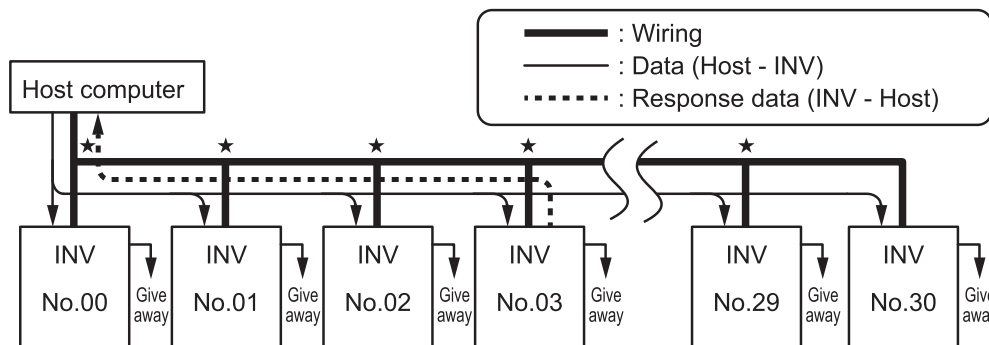 : Wiring
: Data (Host - INV)
: Response data (INV - Host)
Host computer
★ ★ ★ ★ ★
INV INV INV INV INV INV
No.00 No.01 No.02 No.03 No.29 No.30
Give away Give away Give away Give away Give away Give away